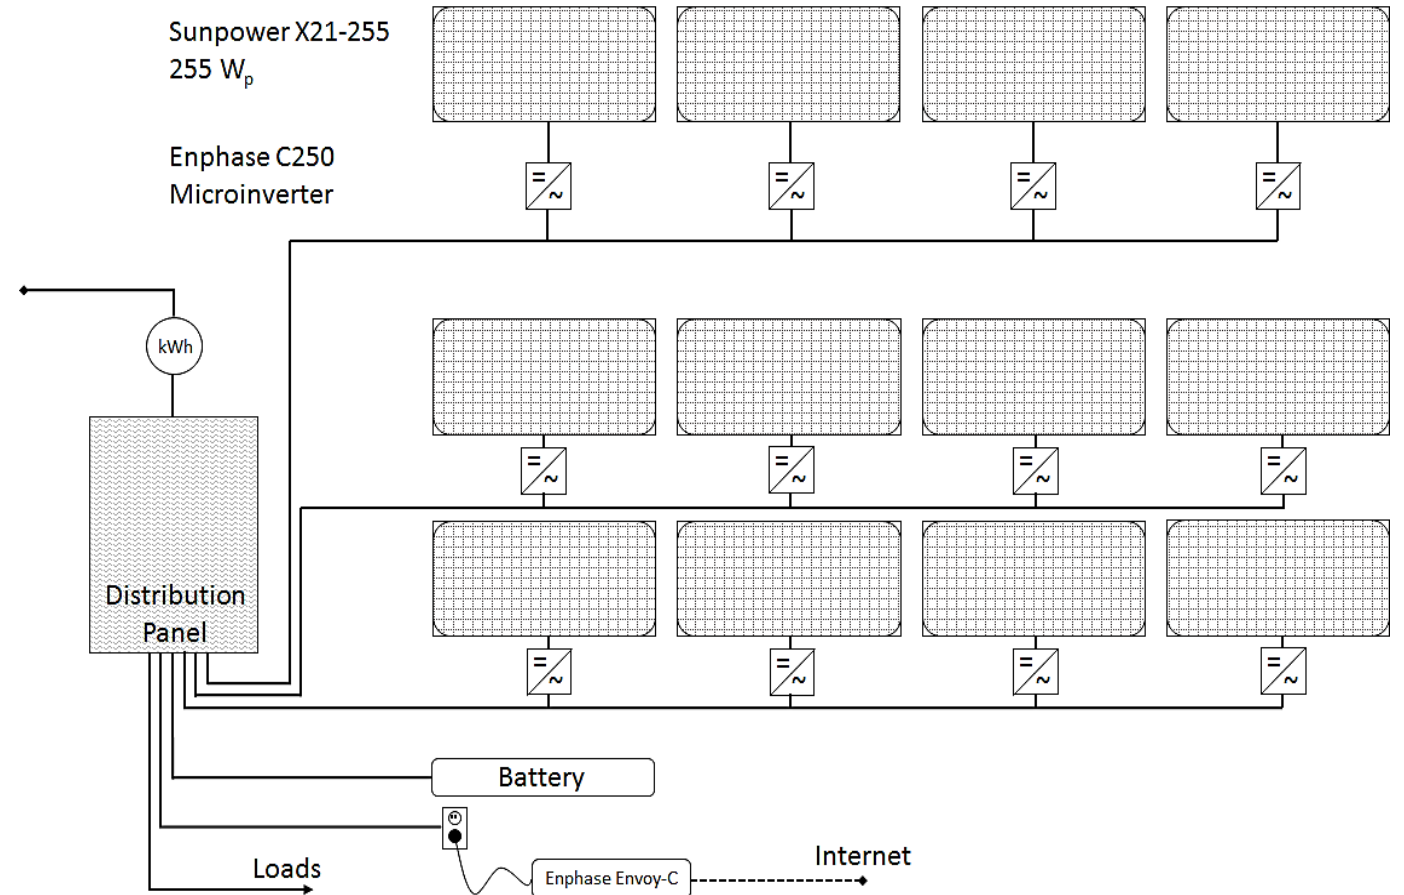 Sunpower X21-255
255 Wp
Enphase C250
Microinverter
kWh
Distribution
Panel
Battery
Loads
Enphase Envoy-C
Internet